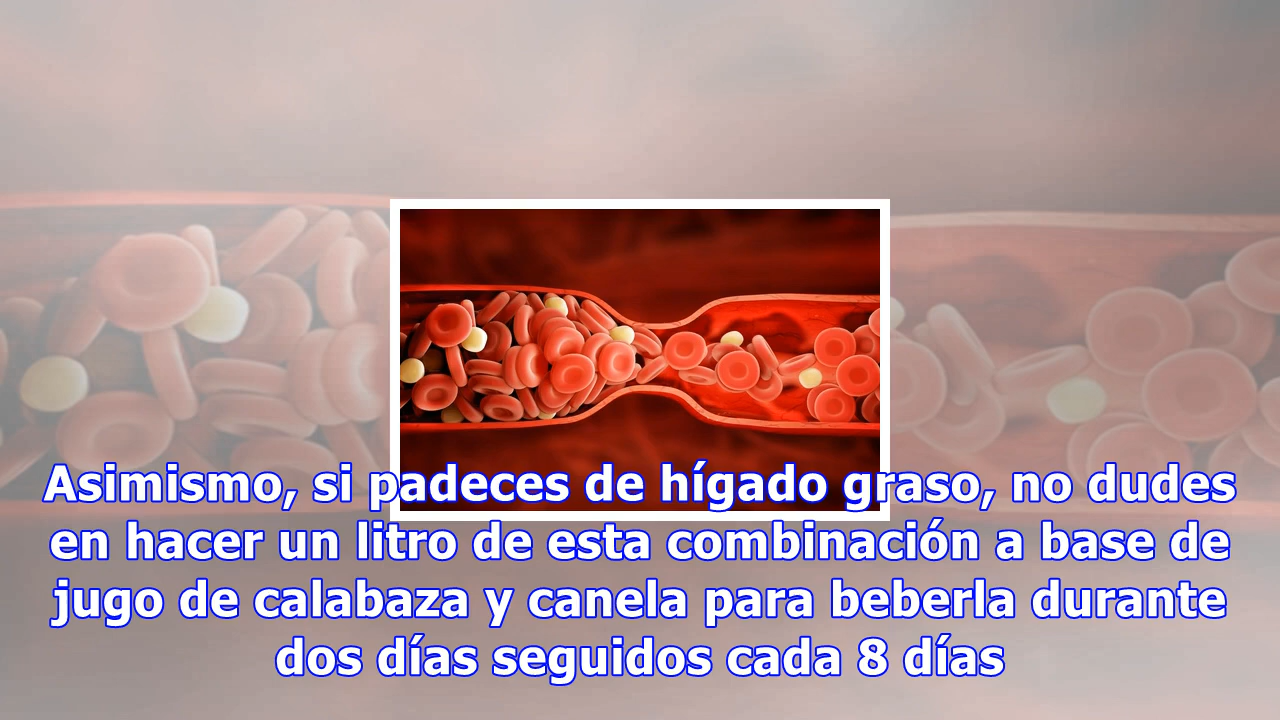 Asimismo, si padeces de hígado graso, no dudes
en hacer un litro de esta combinación a base de
jugo de calabaza y canela para beberla durante
dos días seguidos cada 8 días